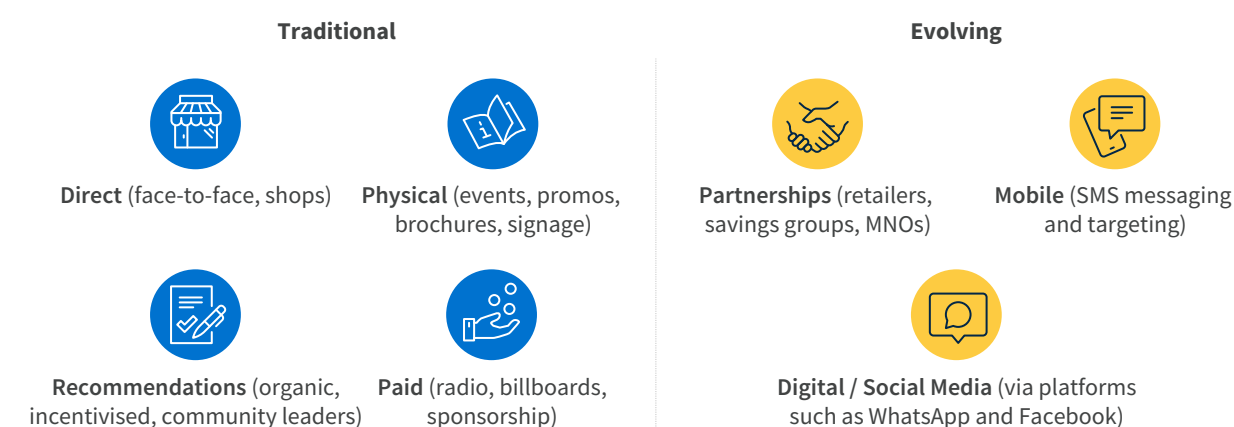 Traditional
Evolving
Direct (face-to-face, shops)
Physical (events, promos,
brochures, signage)
Partnerships (retailers,
savings groups, MNOs)
Mobile (SMS messaging
and targeting)
Recommendations (organic,
incentivised, community leaders)
Paid (radio, billboards,
sponsorship)
Digital / Social Media (via platforms
such as WhatsApp and Facebook)